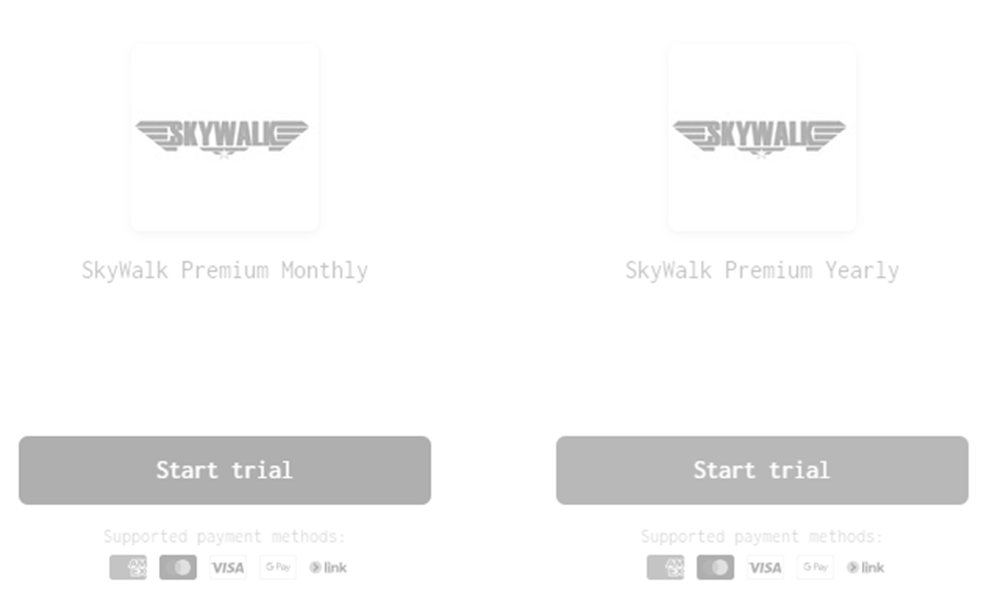 SKYWALK
SkyWalk Premium Monthly
Start trial
Supported payment methods:
AMEX VISA G Pay link
SKYWALK
SkyWalk Premium Yearly
Start trial
Supported payment methods:
AMEX VISA G Pay link